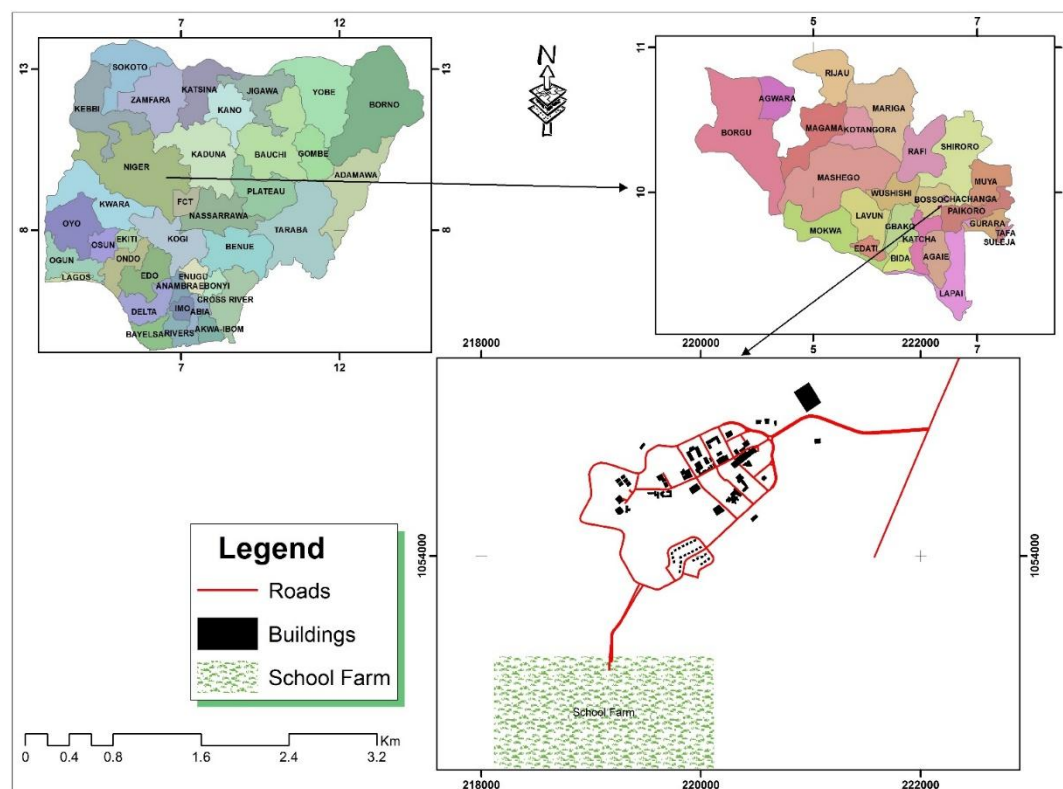 7
12
13
13
SOKOTO
KEBBI
ZAMFARA
KATSINA
KANO
JIGAWA
YOBE
BORNO
NIGER
KADUNA
BAUCHI
GOMBE
ADAMAWA
PLATEAU
FCT
NASSARRAWA
KWARA
8
8
OYO
OSUN
EKITI
KOGI
BENUE
TARABA
OGUN
ONDO
LAGOS
EDO
ENUGU
ANAMBRA
EBONYI
CROSS RIVER
DELTA
IMO
ABIA
BAYELSA
RIVERS
AKWA-IBOM
7
12
N
5
7
11
RIJAU
AGWARA
MARIGA
BORGU
MAGAMA
KOTANGORA
RAFI
SHIRORO
10
10
MASHEGO
MUYA
WUSHISHI
BOSSO
CHACHANGA
PAIKORO
LAVUN
GBAKO
GURARA
TAFA
MOKWA
KATCHA
SULEJA
EDATI
BIDA
AGAIE
LAPAI
5
7
218000
220000
222000
1054000
1054000
Legend
Roads
Buildings
School Farm
School Farm
Km
0
0.4
0.8
1.6
2.4
3.2
218000
220000
222000